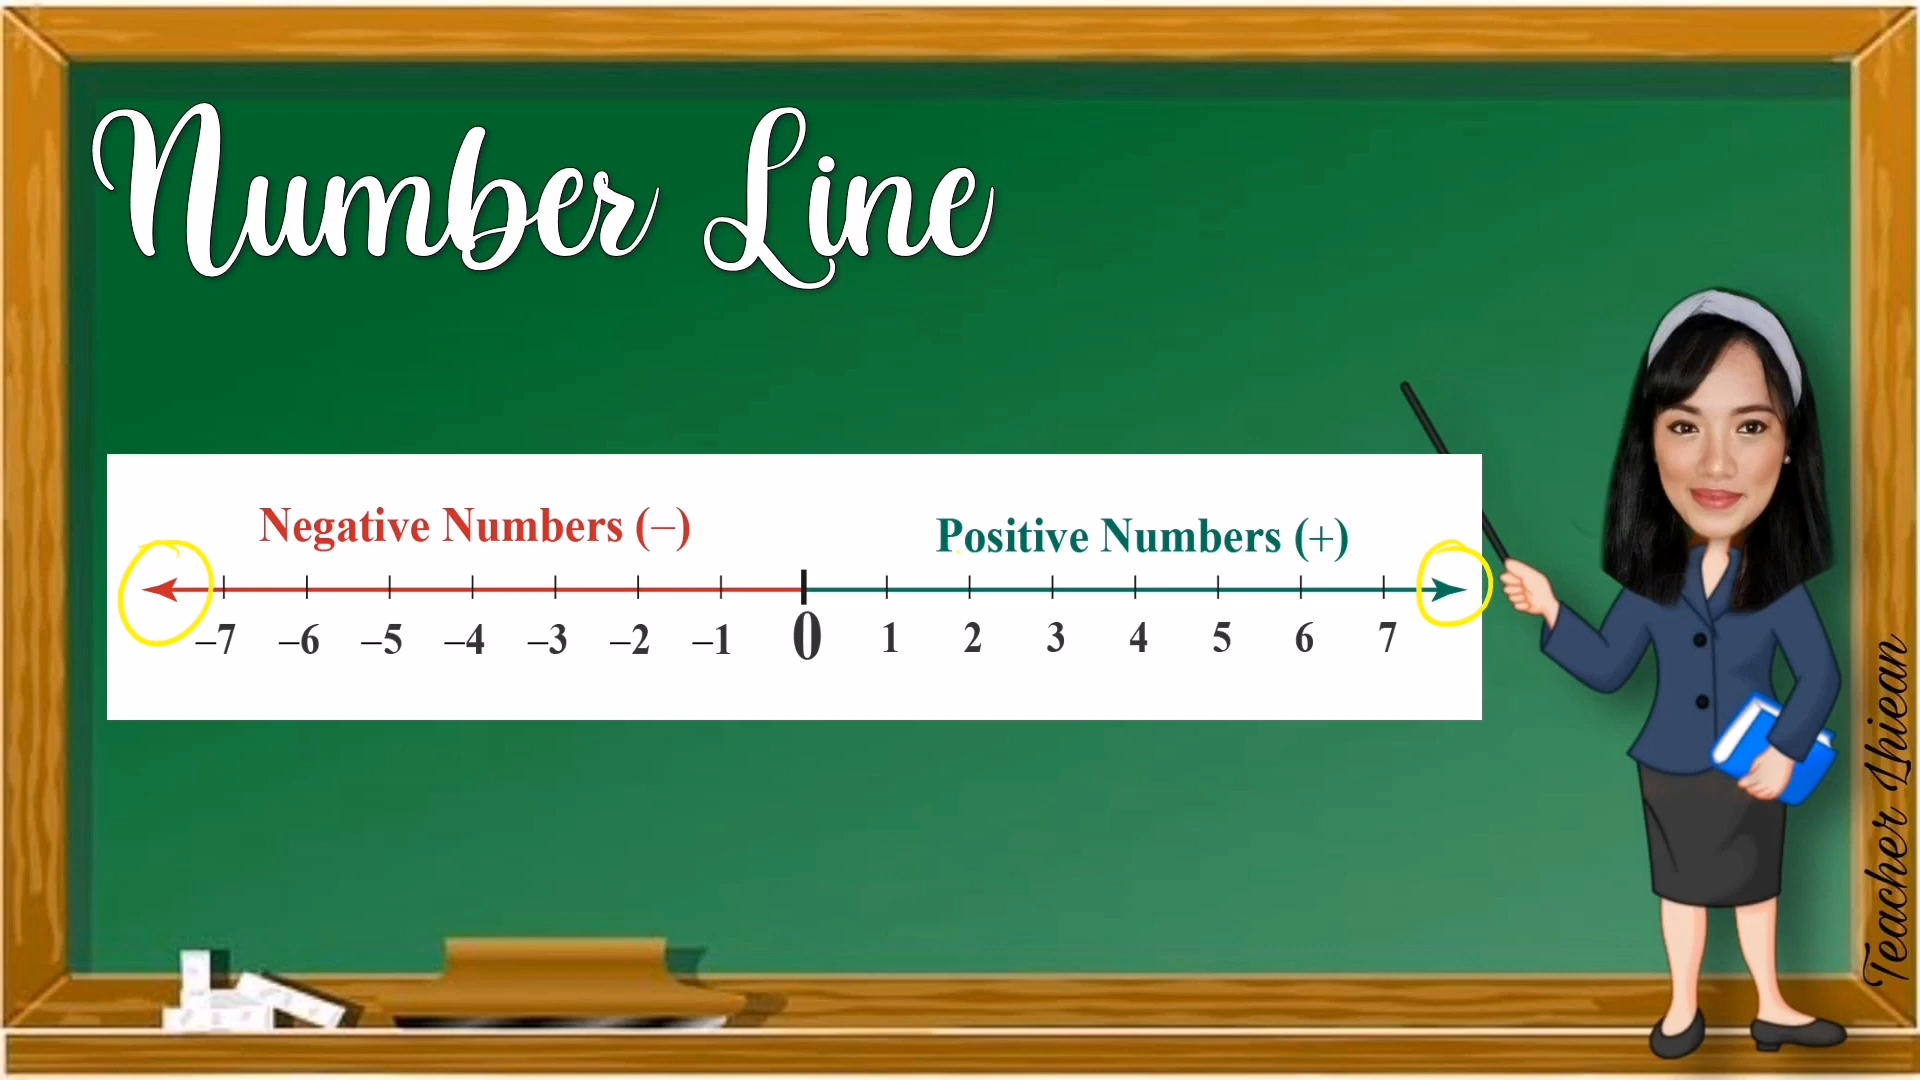 Number Line
Negative Numbers (–)
Positive Numbers (+)
–7 –6 –5 –4 –3 –2 –1 0 1 2 3 4 5 6 7
Teacher Lhiean